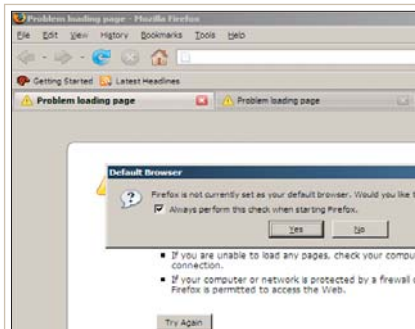 Problem loading page - Mozilla Firefox
File Edit View History Bookmarks Tools Help
Getting Started Latest Headlines
Problem loading page Problem loading page
Default Browser
Firefox is not currently set as your default browser. Would you like t
Always perform this check when starting Firefox.
Yes No
If you are unable to load any pages, check your compu
connection.
If your computer or network is protected by a firewall o
Firefox is permitted to access the Web.
Try Again